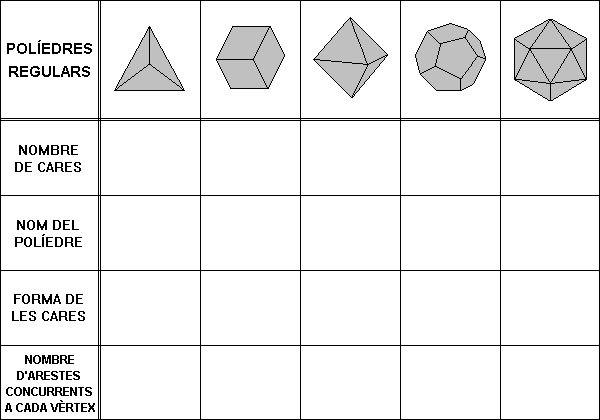 POLÍEDRES
REGULARS
NOMBRE
DE CARES
NOM DEL
POLÍEDRE
FORMA DE
LES CARES
NOMBRE
D'ARESTES
CONCURRENTS
A CADA VÈRTEX